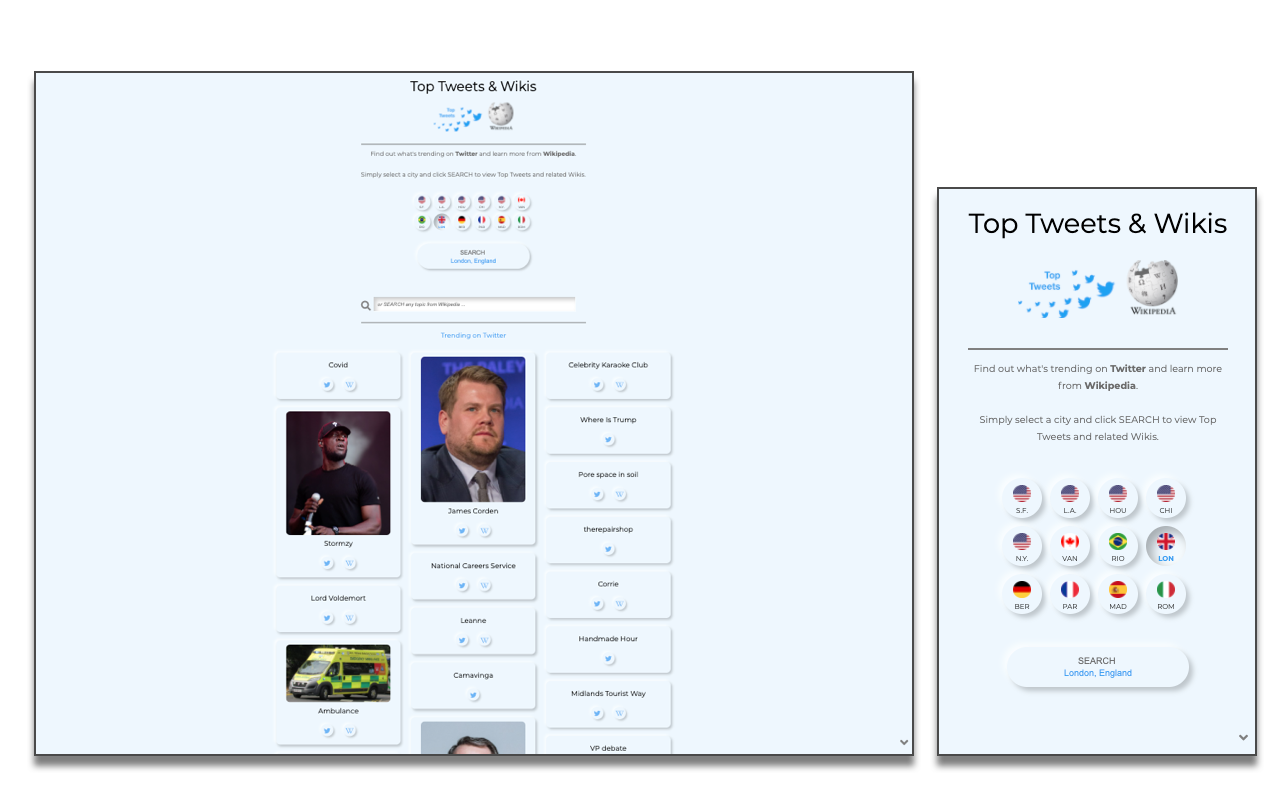 Top Tweets & Wikis
Top
Tweets
WIKIPEDIA
Find out what's trending on Twitter and learn more from Wikipedia.
Simply select a city and click SEARCH to view Top Tweets and related Wikis.
SEARCH
London, England
or SEARCH any topic from Wikipedia...
Trending on Twitter
Covid
Stormzy
Lord Voldemort
Ambulance
THE PALEY
James Corden
National Careers Service
Leanne
Camavinga
Celebrity Karaoke Club
Where Is Trump
Pore space in soil
therepairshop
Corrie
Handmade Hour
Midlands Tourist Way
VP debate
Top Tweets & Wikis
Top
Tweets
WIKIPEDIA
Find out what's trending on Twitter and learn more
from Wikipedia.
Simply select a city and click SEARCH to view Top
Tweets and related Wikis.
S.F. L.A. HOU CHI
N.Y. VAN RIO LON
BER PAR MAD ROM
SEARCH
London, England